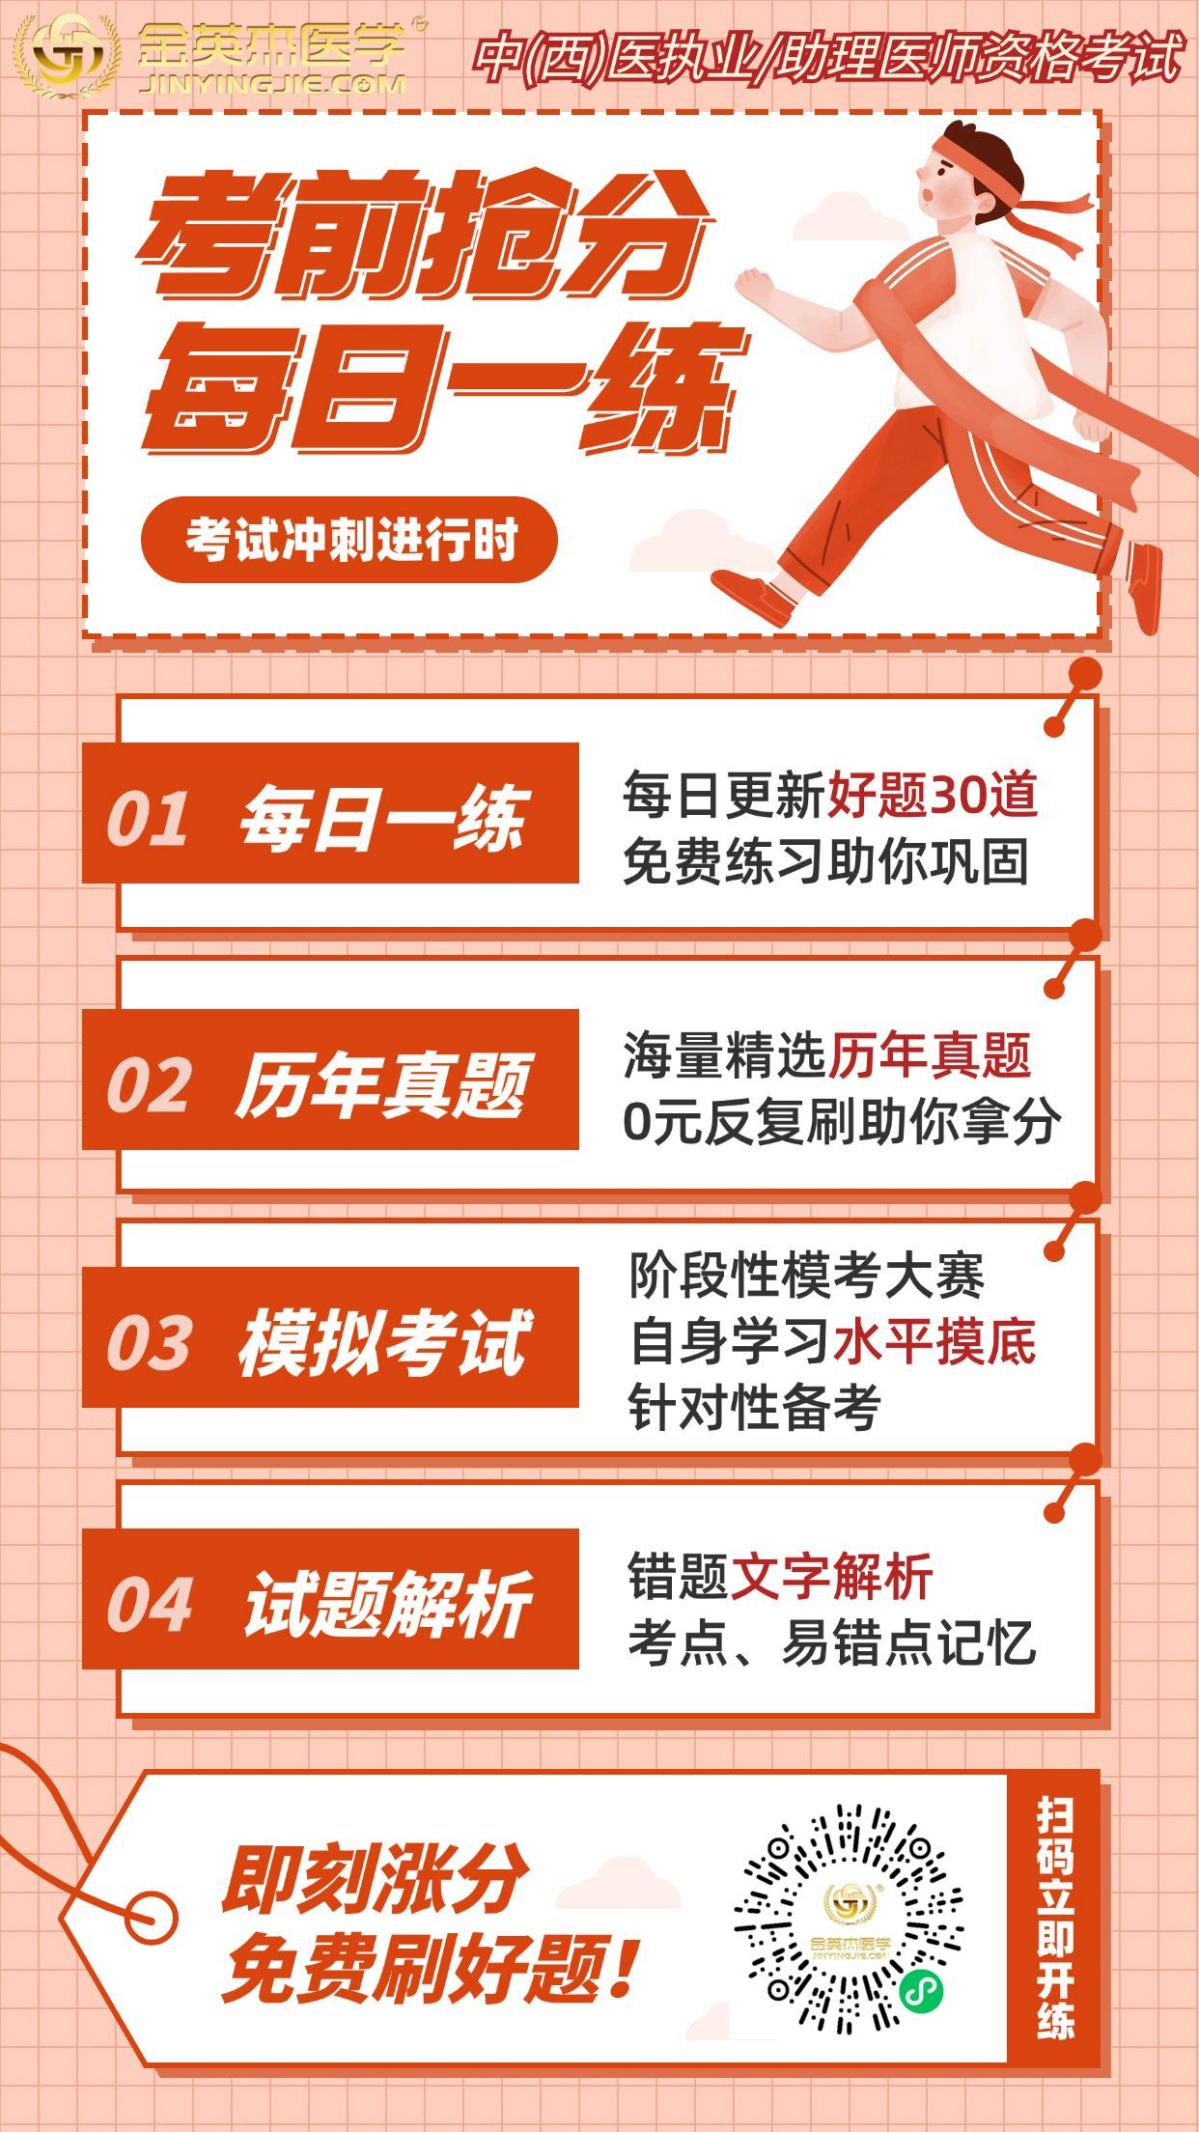 金英杰医学
JINYINGJIE.COM
中(西)医执业/助理医师资格考试
考前抢分
每日一练
考试冲刺进行时
01 每日一练
每日更新好题30道
免费练习助你巩固
02 历年真题
海量精选历年真题
0元反复刷助你拿分
03 模拟考试
阶段性模考大赛
自身学习水平摸底
针对性备考
04 试题解析
错题文字解析
考点、易错点记忆
即刻涨分
免费刷好题!
金英杰医学
JINYINGJIE.COM
扫码立即开练